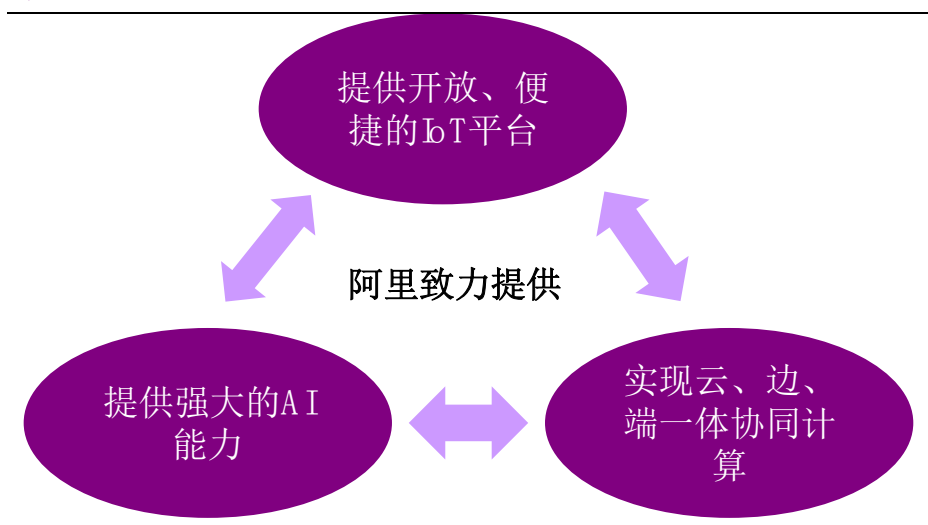 提供开放、便
捷的IoT平台
阿里致力提供
提供强大的AI
能力
实现云、边、
端一体协同计
算